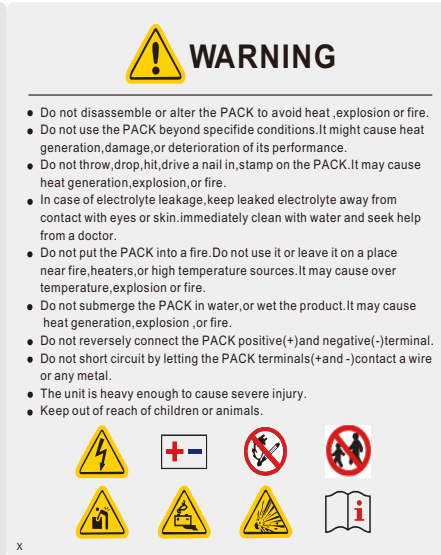 WARNING
● Do not disassemble or alter the PACK to avoid heat ,explosion or fire.
● Do not use the PACK beyond specifide conditions.It might cause heat
generation,damage,or deterioration of its performance.
● Do not throw,drop,hit,drive a nail in,stamp on the PACK.It may cause
heat generation,explosion,or fire.
● In case of electrolyte leakage,keep leaked electrolyte away from
contact with eyes or skin.immediately clean with water and seek help
from a doctor.
● Do not put the PACK into a fire.Do not use it or leave it on a place
near fire,heaters,or high temperature sources.It may cause over
temperature,explosion or fire.
● Do not submerge the PACK in water,or wet the product.It may cause
heat generation,explosion ,or fire.
● Do not reversely connect the PACK positive(+)and negative(-)terminal.
● Do not short circuit by letting the PACK terminals(+and -)contact a wire
or any metal.
● The unit is heavy enough to cause severe injury.
● Keep out of reach of children or animals.
+ -
i
x